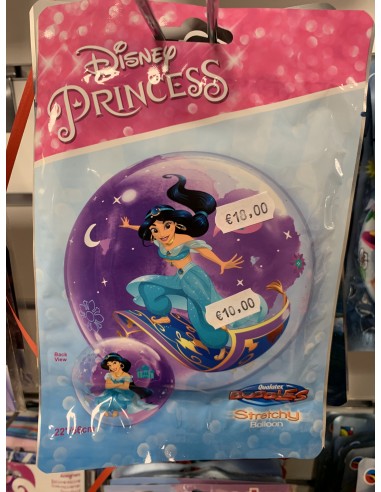 Disney
PRINCESS
€18,00
€10,00
Back
View
Qualatex
BUBBLES
Stretchy
Balloon